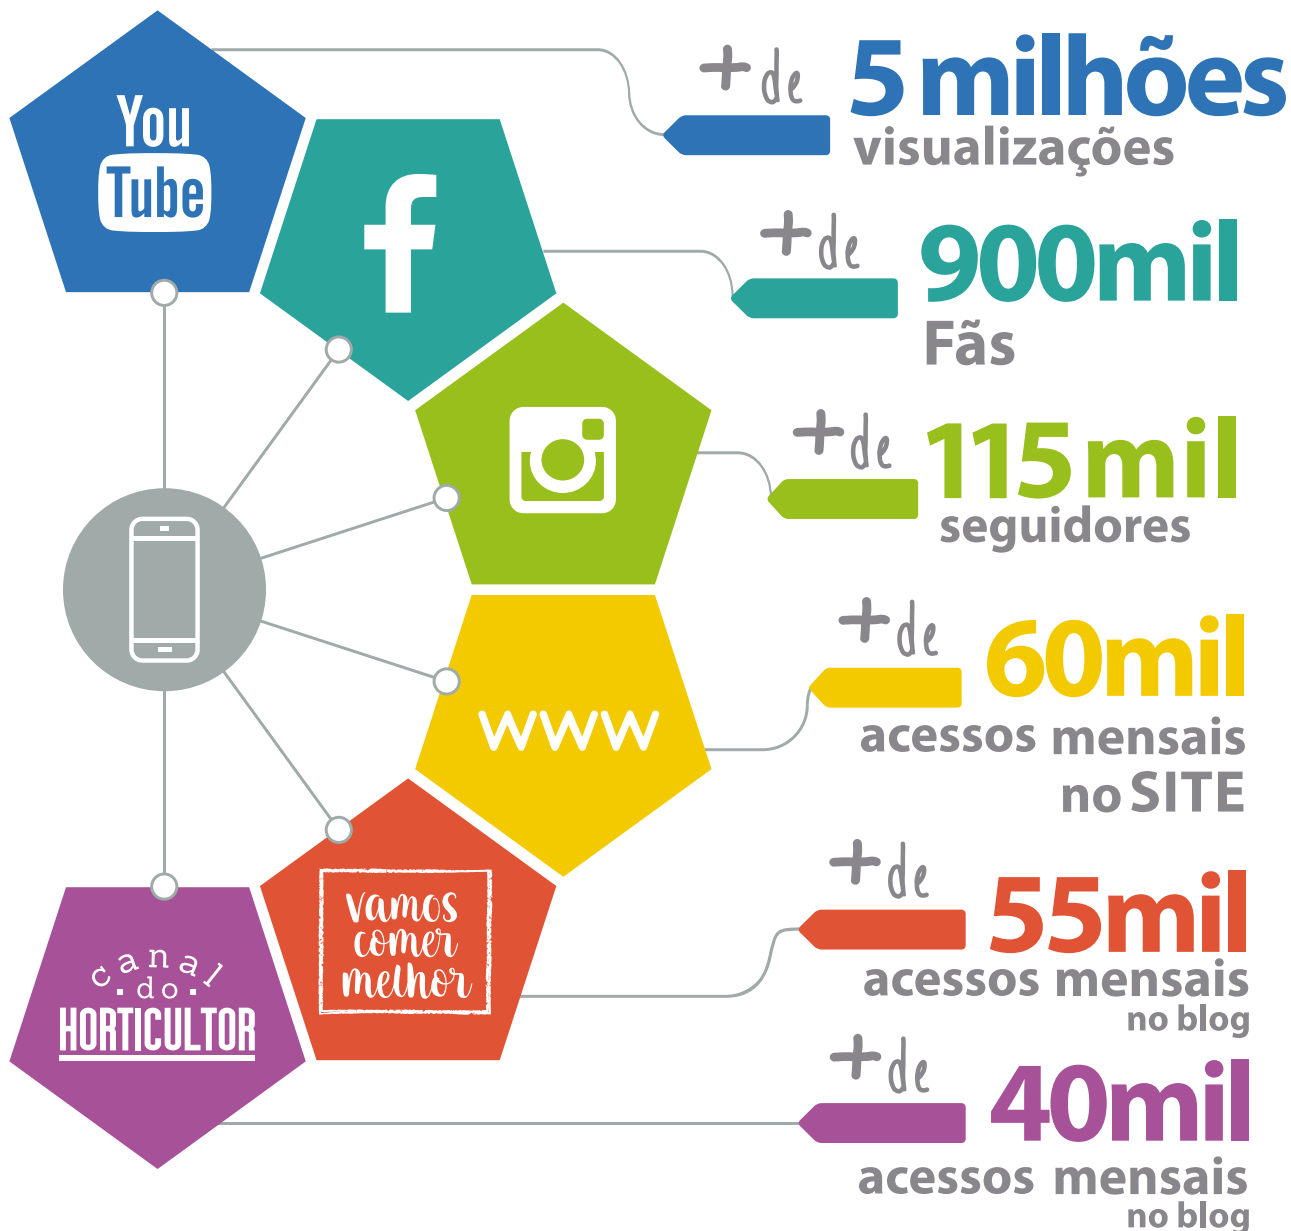 You
Tube
+ de 5 milhões
visualizações
f
+ de 900mil
Fãs
+ de 115 mil
seguidores
+ de 60mil
acessos mensais
no SITE
www
+ de 55mil
acessos mensais
no blog
vamos
comer
melhor
canal
do
HORTICULTOR
+ de 40mil
acessos mensais
no blog